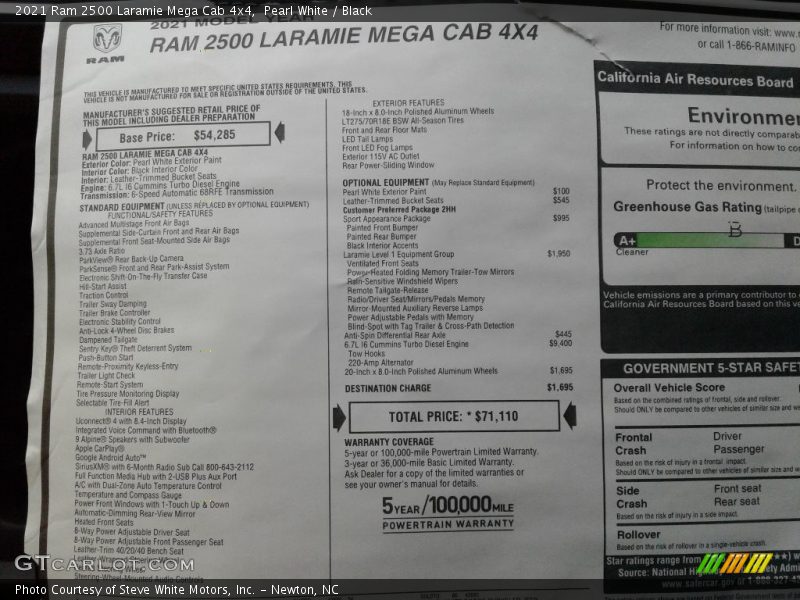 2021 Ram 2500 Laramie Mega Cab 4x4, Pearl White / Black
2021 MODEL YEAR
RAM 2500 LARAMIE MEGA CAB 4X4
RAM
THIS VEHICLE IS MANUFACTURED TO MEET SPECIFIC UNITED STATES REQUIREMENTS. THIS
VEHICLE IS NOT MANUFACTURED FOR SALE OR REGISTRATION OUTSIDE OF THE UNITED STATES.
MANUFACTURER'S SUGGESTED RETAIL PRICE OF
THIS MODEL INCLUDING DEALER PREPARATION
Base Price: $54,285
RAM 2500 LARAMIE MEGA CAB 4X4
Exterior Color: Pearl White Exterior Paint
Interior Color: Black Interior Color
Interior: Leather-Trimmed Bucket Seats
Engine: 6.7L I6 Cummins Turbo Diesel Engine
Transmission: 6-Speed Automatic 68RFE Transmission
STANDARD EQUIPMENT (UNLESS REPLACED BY OPTIONAL EQUIPMENT)
FUNCTIONAL/SAFETY FEATURES
Advanced Multistage Front Air Bags
Supplemental Side-Curtain Front and Rear Air Bags
Supplemental Front Seat-Mounted Side Air Bags
3.73 Axle Ratio
ParkView® Rear Back-Up Camera
ParkSense® Front and Rear Park-Assist System
Electronic Shift-On-The-Fly Transfer Case
Hill-Start Assist
Traction Control
Trailer Sway Damping
Trailer Brake Controller
Electronic Stability Control
Anti-Lock 4-Wheel Disc Brakes
Dampened Tailgate
Sentry Key® Theft Deterrent System
Push-Button Start
Remote-Proximity Keyless-Entry
Trailer Light Check
Remote-Start System
Tire Pressure Monitoring Display
Selectable Tire-Fill Alert
INTERIOR FEATURES
Uconnect® 4 with 8.4-Inch Display
Integrated Voice Command with Bluetooth®
9 Alpine® Speakers with Subwoofer
Apple CarPlay®
Google Android Auto™
SiriusXM® with 6-Month Radio Sub Call 800-643-2112
Full Function Media Hub with 2-USB Plus Aux Port
A/C with Dual-Zone Auto Temperature Control
Temperature and Compass Gauge
Power Front Windows with 1-Touch Up & Down
Automatic-Dimming Rear-View Mirror
Heated Front Seats
8-Way Power Adjustable Driver Seat
8-Way Power Adjustable Front Passenger Seat
Leather-Trim 40/20/40 Bench Seat
Steering-Wheel-Mounted Audio Controls
EXTERIOR FEATURES
18-Inch x 8.0-Inch Polished Aluminum Wheels
LT275/70R18E BSW All-Season Tires
Front and Rear Floor Mats
LED Tail Lamps
Front LED Fog Lamps
Exterior 115V AC Outlet
Rear Power-Sliding Window
OPTIONAL EQUIPMENT (May Replace Standard Equipment)
Pearl White Exterior Paint $100
Leather-Trimmed Bucket Seats $545
Customer Preferred Package 2HH
Sport Appearance Package $995
Painted Front Bumper
Painted Rear Bumper
Black Interior Accents
Laramie Level 1 Equipment Group $1,950
Ventilated Front Seats
Power-Heated Folding Memory Trailer-Tow Mirrors
Rain-Sensitive Windshield Wipers
Remote Tailgate-Release
Radio/Driver Seat/Mirrors/Pedals Memory
Mirror-Mounted Auxiliary Reverse Lamps
Power Adjustable Pedals with Memory
Blind-Spot with Tag Trailer & Cross-Path Detection
Anti-Spin Differential Rear Axle $445
6.7L I6 Cummins Turbo Diesel Engine $9,400
Tow Hooks
220-Amp Alternator
20-Inch x 8.0-Inch Polished Aluminum Wheels $1,695
DESTINATION CHARGE $1,695
TOTAL PRICE: * $71,110
WARRANTY COVERAGE
5-year or 100,000-mile Powertrain Limited Warranty.
3-year or 36,000-mile Basic Limited Warranty.
Ask Dealer for a copy of the limited warranties or
see your owner's manual for details.
5 YEAR / 100,000 MILE
POWERTRAIN WARRANTY
For more information visit: www.
or call 1-866-RAMINFO
California Air Resources Board
Environme
These ratings are not directly comparab
For information on how to co
Protect the environment.
Greenhouse Gas Rating (tailpipe
B
A+
D
Cleaner
Vehicle emissions are a primary contributor to
California Air Resources Board based on this ve
GOVERNMENT 5-STAR SAFET
Overall Vehicle Score
Based on the combined ratings of frontal, side and rollover.
Should ONLY be compared to other vehicles of similar size and we
Frontal Driver
Crash Passenger
Based on the risk of injury in a frontal impact.
Should ONLY be compared to other vehicles of similar size and w
Side Front seat
Crash Rear seat
Based on the risk of injury in a side impact.
Rollover
Based on the risk of rollover in a single-vehicle crash.
Star ratings range from
Source: National Hi
www.safercar.gov or 1-888-327-42
GTCARLOT.COM
Photo Courtesy of Steve White Motors, Inc. – Newton, NC